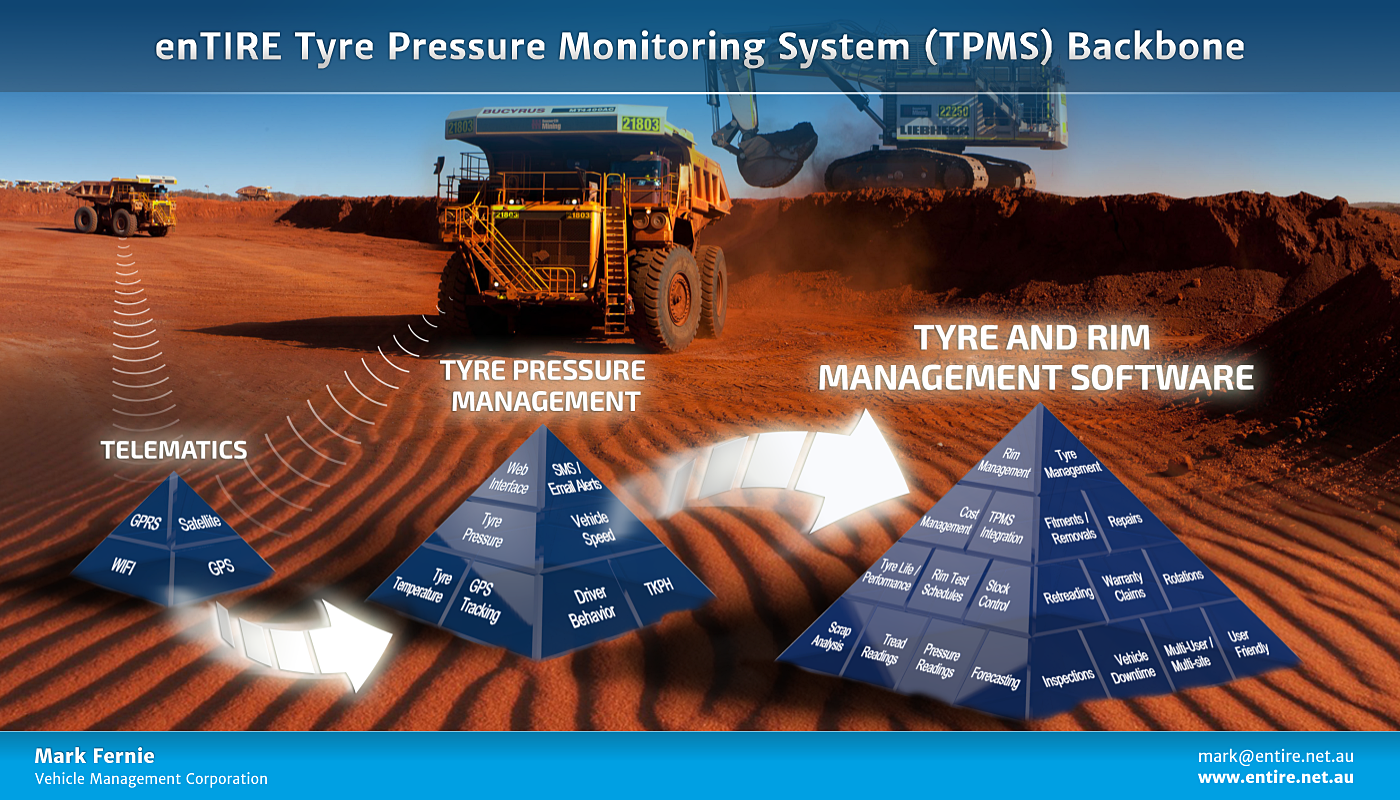 enTIRE Tyre Pressure Monitoring System (TPMS) Backbone
BUCYRUS
21803
Mining
21803
22250
LIEBHERR
21803
21803
TYRE PRESSURE
MANAGEMENT
TYRE AND RIM
MANAGEMENT SOFTWARE
TELEMATICS
GPRS
Satellite
WIFI
GPS
Web
Interface
SMS /
Email Alerts
Tyre
Pressure
Vehicle
Speed
Tyre
Temperature
GPS
Tracking
Driver
Behavior
TKPH
Rim
Management
Tyre
Management
Cost
Management
TPMS
Integration
Fitments /
Removals
Repairs
Tyre Life /
Performance
Rim Test
Schedules
Stock
Control
Retreading
Warranty
Claims
Rotations
Scrap
Analysis
Tread
Readings
Pressure
Readings
Forecasting
Inspections
Vehicle
Downtime
Multi-User /
Multi-site
User
Friendly
Mark Fernie
Vehicle Management Corporation
mark@entire.net.au
www.entire.net.au